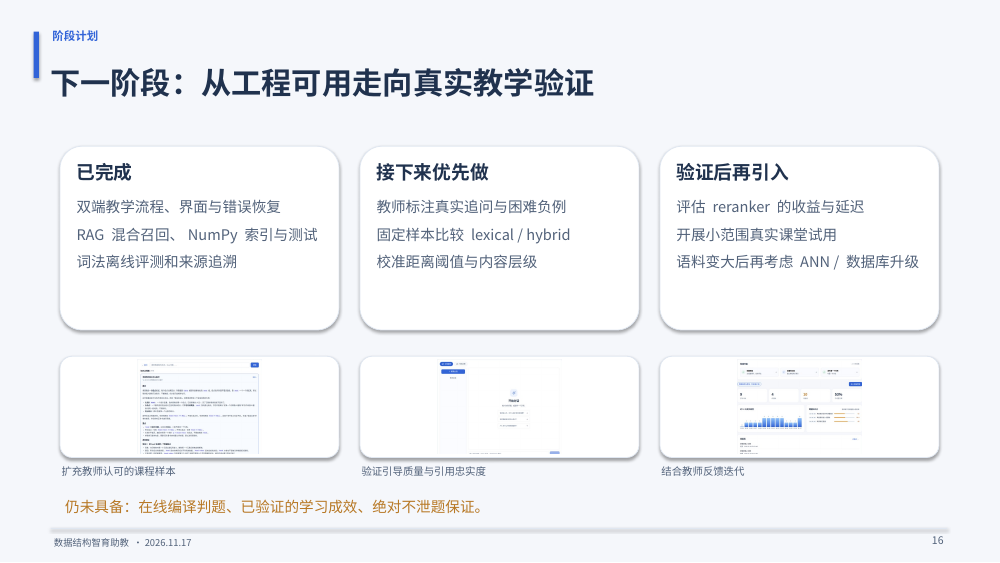 阶段计划
下一阶段：从工程可用走向真实教学验证
已完成
双端教学流程、界面与错误恢复
RAG 混合召回、 NumPy 索引与测试
词法离线评测和来源追溯
接下来优先做
教师标注真实追问与困难负例
固定样本比较 lexical / hybrid
校准距离阈值与内容层级
验证后再引入
评估 reranker 的收益与延迟
开展小范围真实课堂试用
语料变大后再考虑 ANN / 数据库升级
扩充教师认可的课程样本
验证引导质量与引用忠实度
结合教师反馈迭代
仍未具备：在线编译判题、已验证的学习成效、绝对不泄题保证。
数据结构智育助教 · 2026.11.17
16